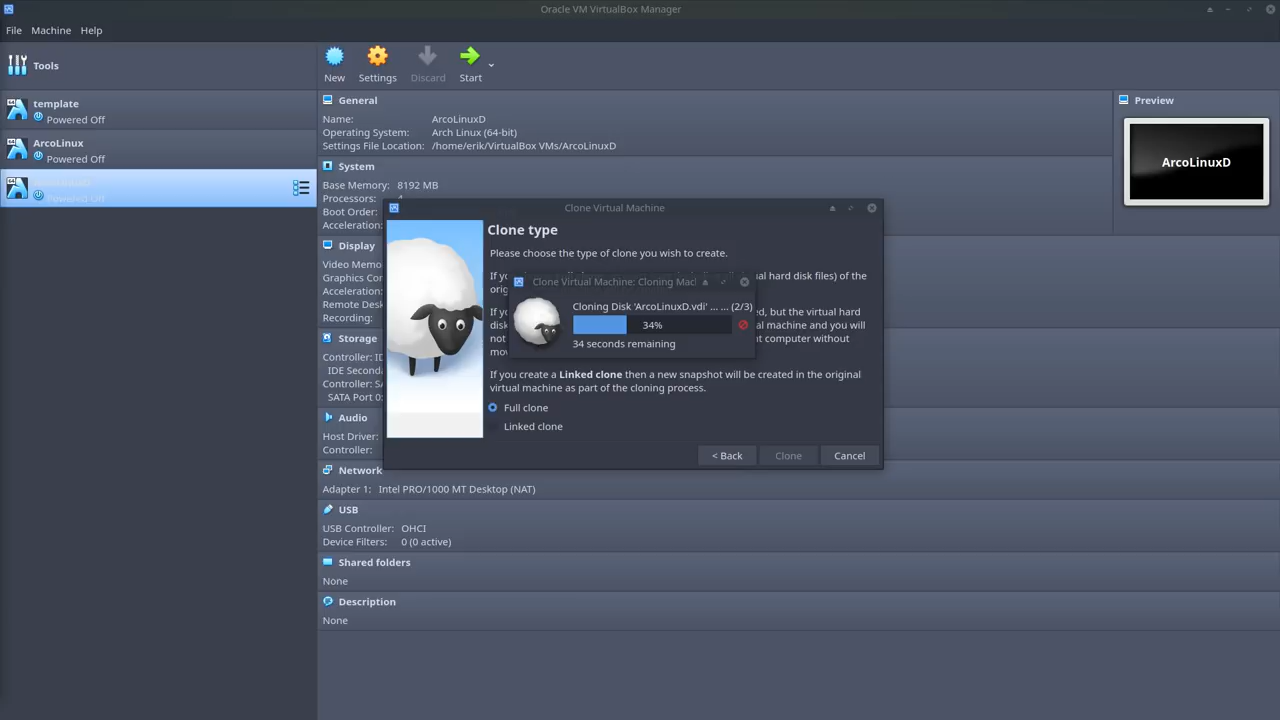 Oracle VM VirtualBox Manager
File Machine Help
Tools
New Settings Discard Start
template
Powered Off
ArcoLinux
Powered Off
Powered Off
General
Name: ArcoLinuxD
Operating System: Arch Linux (64-bit)
Settings File Location: /home/erik/VirtualBox VMs/ArcoLinuxD
Preview
ArcoLinuxD
System
Base Memory: 8192 MB
Processors:
Boot Order:
Acceleration:
Display
Video Memo
Graphics Cor
Acceleration:
Remote Desk
Recording:
Storage
Controller: ID
IDE Seconda
Controller: SA
SATA Port 0:
Audio
Host Driver:
Controller:
Network
Adapter 1: Intel PRO/1000 MT Desktop (NAT)
USB
USB Controller: OHCI
Device Filters: 0 (0 active)
Shared folders
None
Description
None
Clone Virtual Machine
Clone type
Please choose the type of clone you wish to create.
If yo
ual hard disk files) of the
orig
If yo
ed, but the virtual hard
disk
al machine and you will
not
nt computer without
mov
If you create a Linked clone then a new snapshot will be created in the original
virtual machine as part of the cloning process.
Full clone
Linked clone
< Back Clone Cancel
Clone Virtual Machine: Cloning Mac
Cloning Disk 'ArcoLinuxD.vdi' ... ... (2/3)
34%
34 seconds remaining